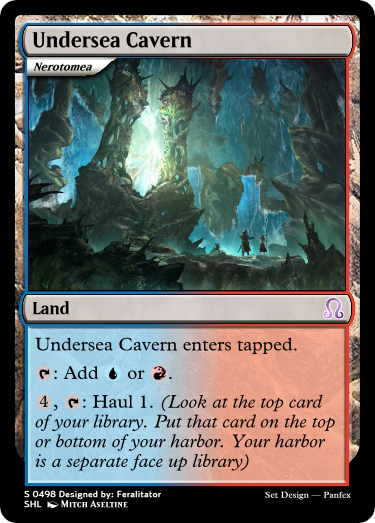 Undersea Cavern
Nerotomea
Land
Undersea Cavern enters tapped.
: Add or .
4, : Haul 1. (Look at the top card
of your library. Put that card on the top
or bottom of your harbor. Your harbor
is a separate face up library)
S 0498 Designed by: Feralitator
SHL Mitch Aseltine
Set Design — Panfex